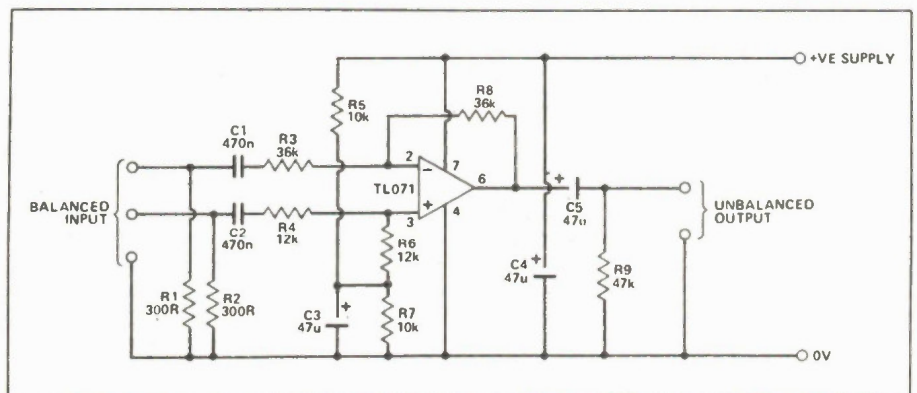 +VE SUPPLY
R5
10k
R8
36k
C1
470n
R3
36k
2
7
6
TL071
3
4
BALANCED
INPUT
C2
470n
R4
12k
R6
12k
C5
47u
UNBALANCED
OUTPUT
R1
300R
R2
300R
C3
47u
R7
10k
C4
47u
R9
47k
0V